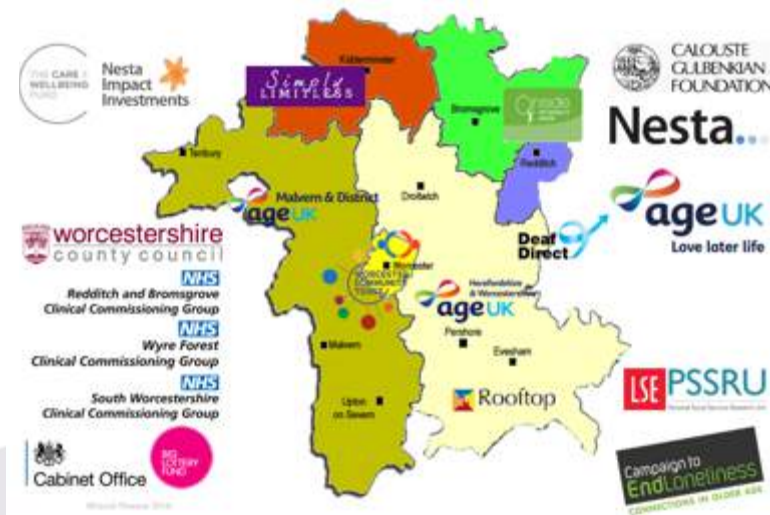 THE CARE &
WELLBEING
FUND
Nesta
Impact
Investments
Simply
LIMITLESS
Kidderminster
Bromsgrove
Redditch
Tenbury
Droitwich
CALOUSTE
GULBENKIAN
FOUNDATION
Nesta...
Malvern & District
age UK
age UK
Love later life
Deaf
Direct
worcestershire
county council
NHS
Redditch and Bromsgrove
Clinical Commissioning Group
NHS
Wyre Forest
Clinical Commissioning Group
NHS
South Worcestershire
Clinical Commissioning Group
Worcester
WORCESTER
COMMUNITY
TRUST
Herefordshire
& Worcestershire
age UK
Malvern
Pershore
Evesham
Upton
on Severn
Rooftop
LSE PSSRU
Cabinet Office
BIG
LOTTERY
FUND
Campaign to
End Loneliness
CONNECTIONS IN OLDER AGE